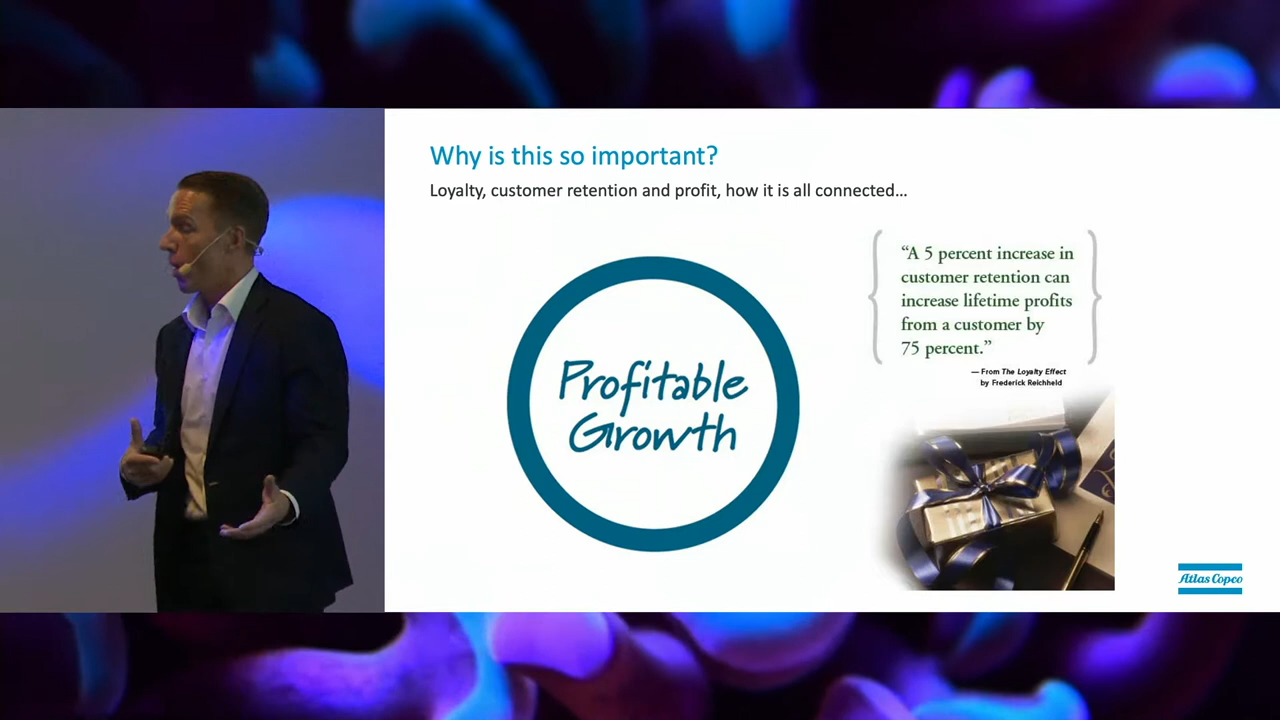 Why is this so important?
Loyalty, customer retention and profit, how it is all connected…
Profitable
Growth
“A 5 percent increase in
customer retention can
increase lifetime profits
from a customer by
75 percent.”
— From The Loyalty Effect
by Frederick Reichheld
Atlas Copco